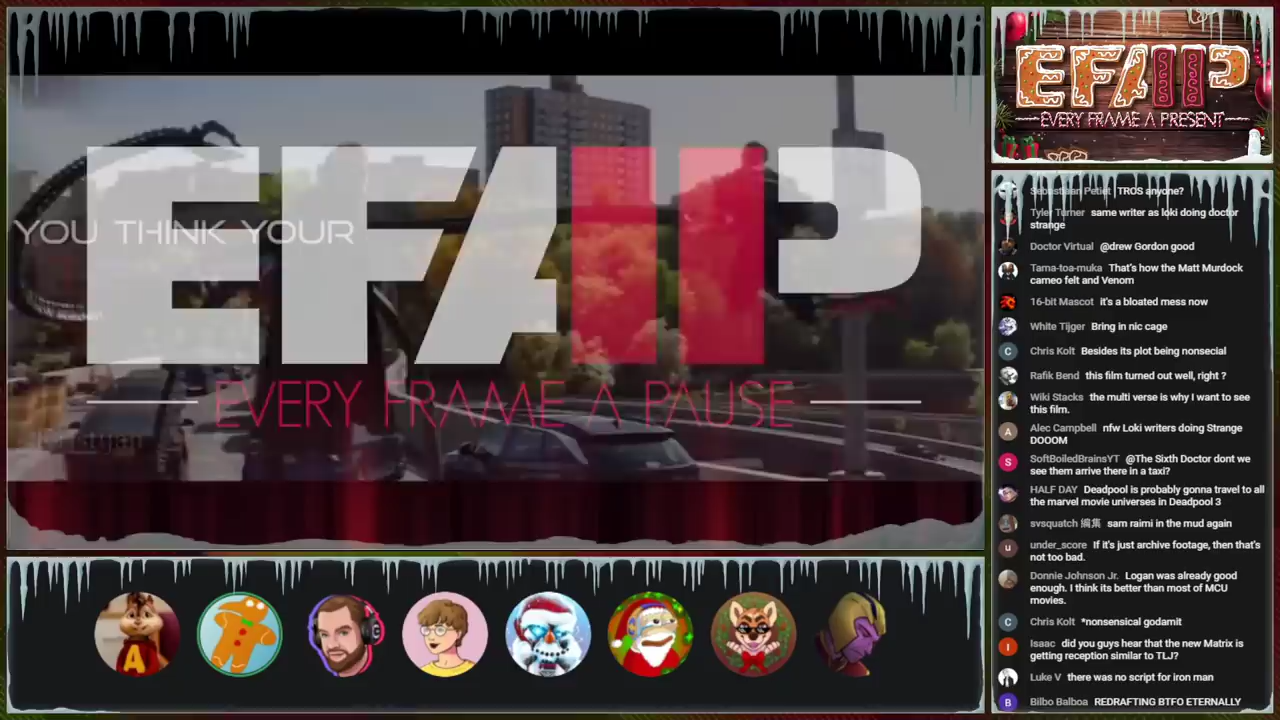 EFAP
YOU THINK YOUR
EVERY FRAME A PAUSE
EFAP
EVERY FRAME A PRESENT
Sebastiaan Petiet TROS anyone?
Tyler Turner same writer as loki doing doctor
strange
Doctor Virtual @drew Gordon good
Tama-toa-muka That's how the Matt Murdock
cameo felt and Venom
16-bit Mascot it's a bloated mess now
White Tijger Bring in nic cage
C
Chris Kolt Besides its plot being nonsecial
Rafik Bend this film turned out well, right ?
Wiki Stacks the multi verse is why I want to see
this film.
A
Alec Campbell nfw Loki writers doing Strange
DOOOM
S
SoftBoiledBrainsYT @The Sixth Doctor dont we
see them arrive there in a taxi?
HALF DAY Deadpool is probably gonna travel to all
the marvel movie universes in Deadpool 3
svsquatch 編集 sam raimi in the mud again
u
under_score If it's just archive footage, then that's
not too bad.
Donnie Johnson Jr. Logan was already good
enough. I think its better than most of MCU
movies.
C
Chris Kolt *nonsensical godamit
I
Isaac did you guys hear that the new Matrix is
getting reception similar to TLJ?
Luke V there was no script for iron man
B
Bilbo Balboa REDRAFTING BTFO ETERNALLY
A